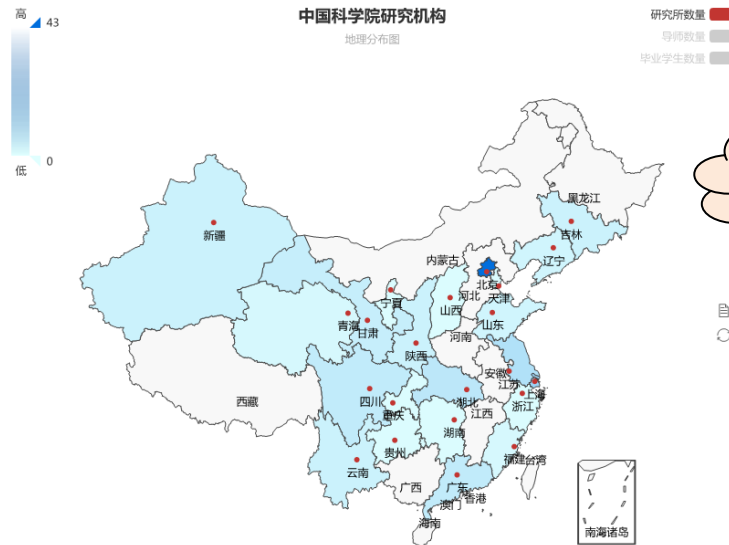 高
43
0
低
中国科学院研究机构
地理分布图
研究所数量
导师数量
毕业学生数量
黑龙江
吉林
新疆
辽宁
内蒙古
北京
天津
河北
宁夏
山西
青海
甘肃
山东
河南
陕西
安徽
江苏
上海
西藏
四川
重庆
湖北
浙江
江西
湖南
贵州
福建
台湾
云南
广西
广东
香港
澳门
海南
南海诸岛